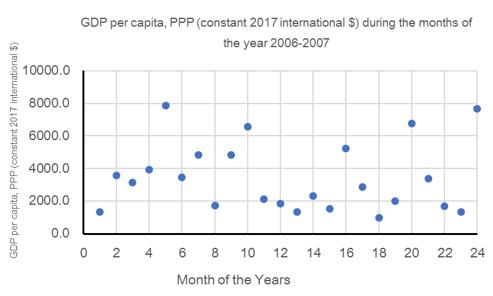 GDP per capita, PPP (constant 2017 international $) during the months of
the year 2006-2007
GDP per capita, PPP (constant 2017 international $)
10000.0
8000.0
6000.0
4000.0
2000.0
0.0
0 2 4 6 8 10 12 14 16 18 20 22 24
Month of the Years